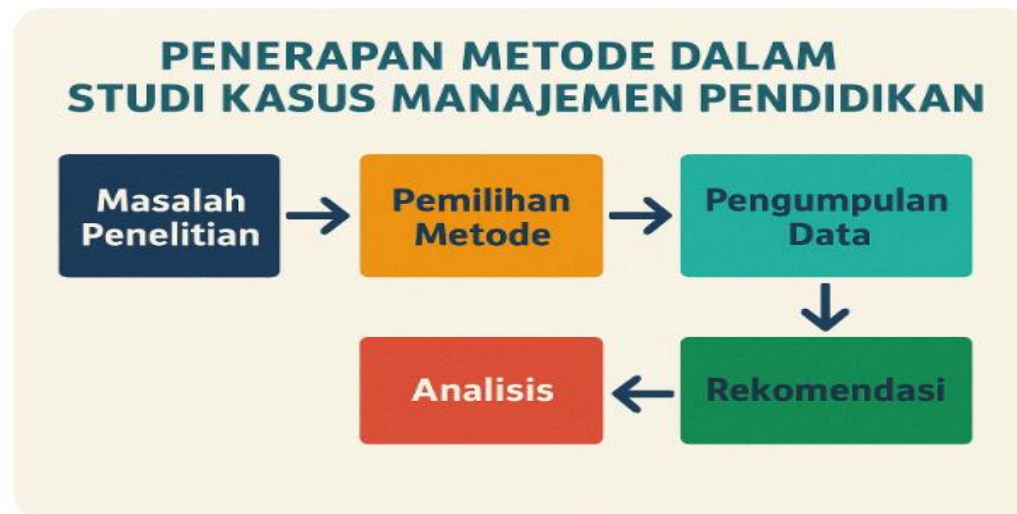 PENERAPAN METODE DALAM
STUDI KASUS MANAJEMEN PENDIDIKAN
Masalah
Penelitian
Pemilihan
Metode
Pengumpulan
Data
Rekomendasi
Analisis